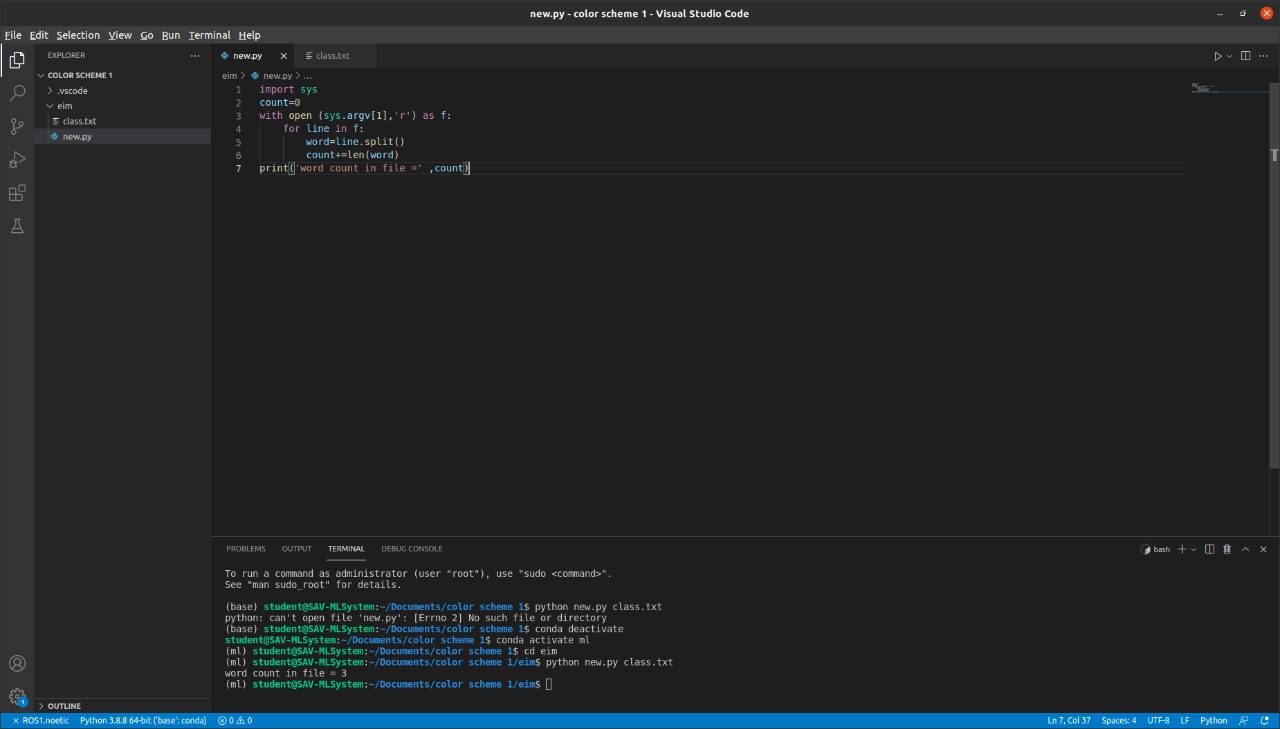 new.py - color scheme 1 - Visual Studio Code
File Edit Selection View Go Run Terminal Help
EXPLORER
COLOR SCHEME 1
.vscode
eim
class.txt
new.py
OUTLINE
new.py class.txt
eim > new.py > ...
1 import sys
2 count=0
3 with open (sys.argv[1],'r') as f:
4 for line in f:
5 word=line.split()
6 count+=len(word)
7 print('word count in file =' ,count)
PROBLEMS OUTPUT TERMINAL DEBUG CONSOLE
bash
To run a command as administrator (user "root"), use "sudo <command>".
See "man sudo_root" for details.
(base) student@SAV-MLSystem:~/Documents/color scheme 1$ python new.py class.txt
python: can't open file 'new.py': [Errno 2] No such file or directory
(base) student@SAV-MLSystem:~/Documents/color scheme 1$ conda deactivate
student@SAV-MLSystem:~/Documents/color scheme 1$ conda activate ml
(ml) student@SAV-MLSystem:~/Documents/color scheme 1$ cd eim
(ml) student@SAV-MLSystem:~/Documents/color scheme 1/eim$ python new.py class.txt
word count in file = 3
(ml) student@SAV-MLSystem:~/Documents/color scheme 1/eim$
1
ROS1.noetic Python 3.8.8 64-bit ('base': conda) 0 0 Ln 7, Col 37 Spaces: 4 UTF-8 LF Python